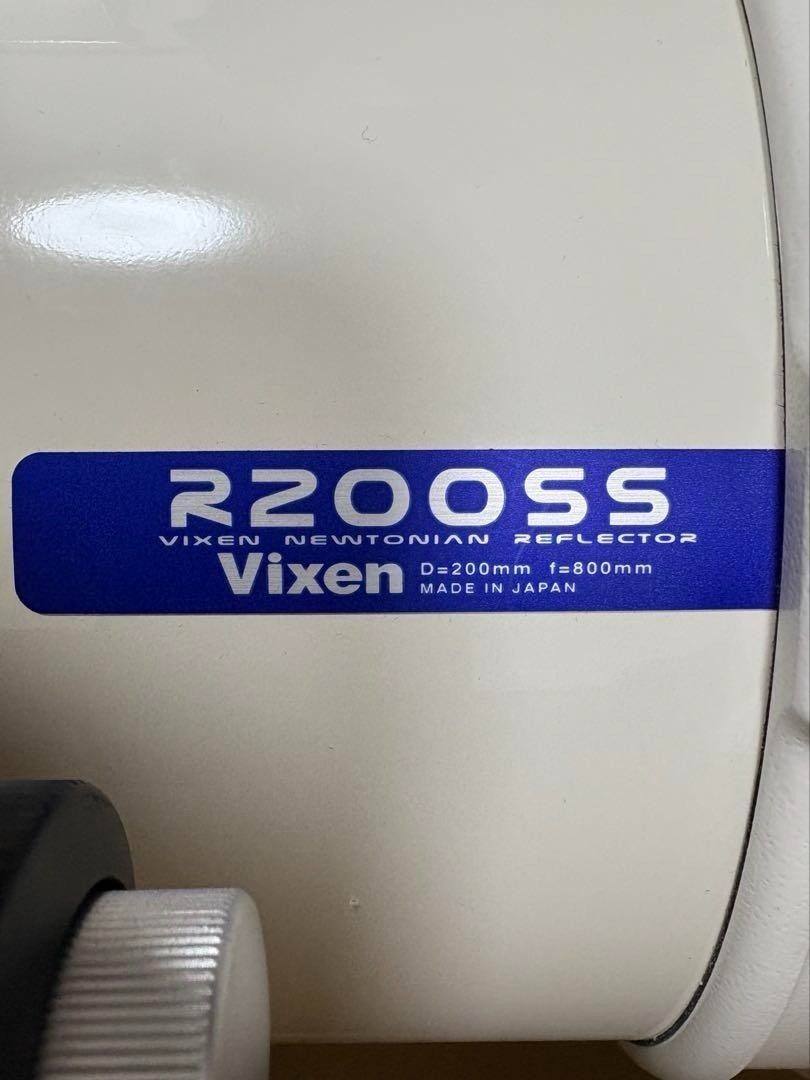 R200SS
VIXEN NEWTONIAN REFLECTOR
Vixen D=200mm f=800mm
MADE IN JAPAN